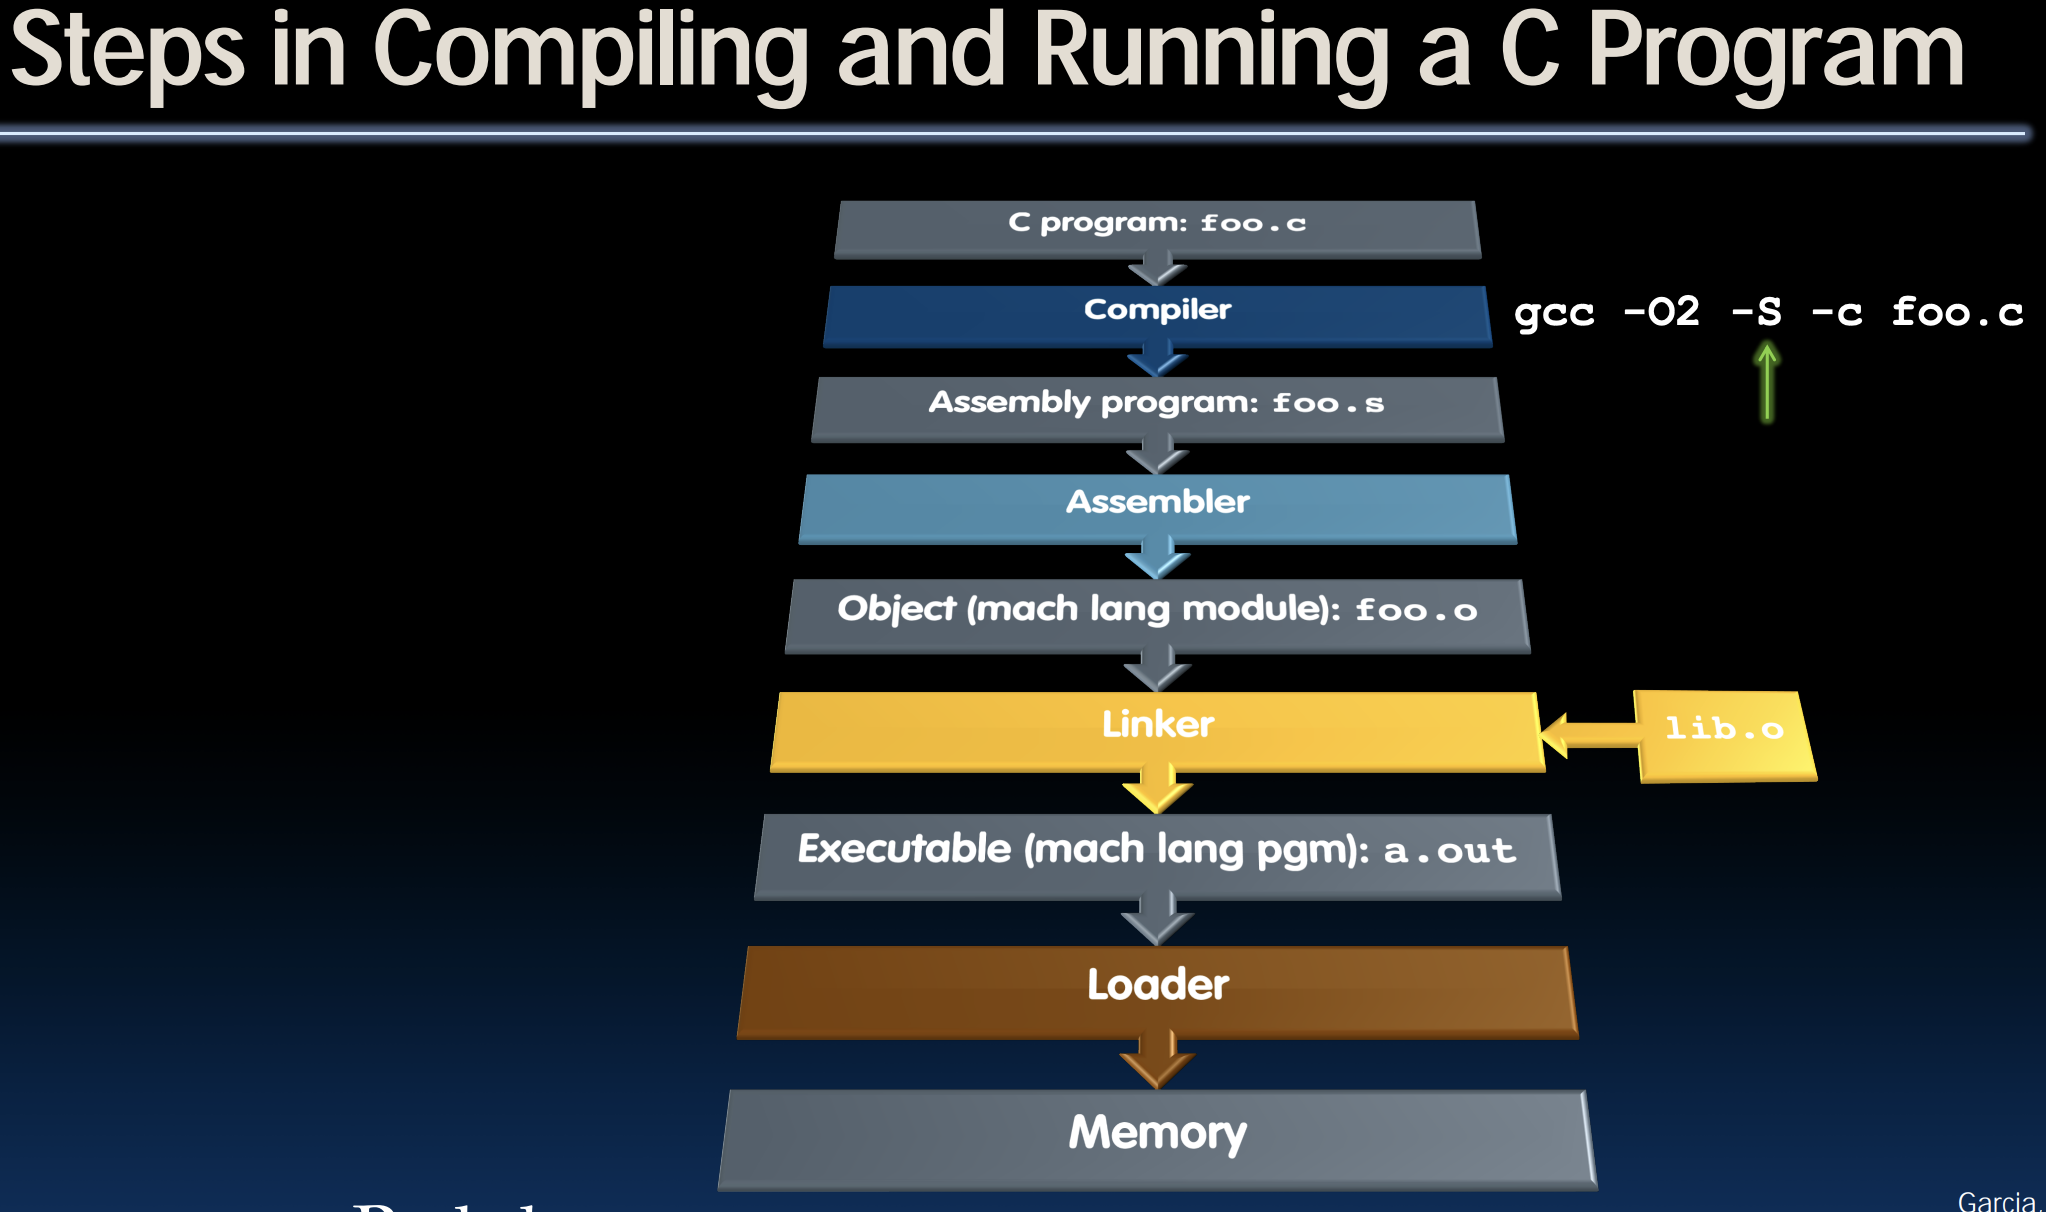 Steps in Compiling and Running a C Program
C program: foo.c
Compiler
gcc -O2 -S -c foo.c
Assembly program: foo.s
Assembler
Object (mach lang module): foo.o
Linker
lib.o
Executable (mach lang pgm): a.out
Loader
Memory
Garcia,